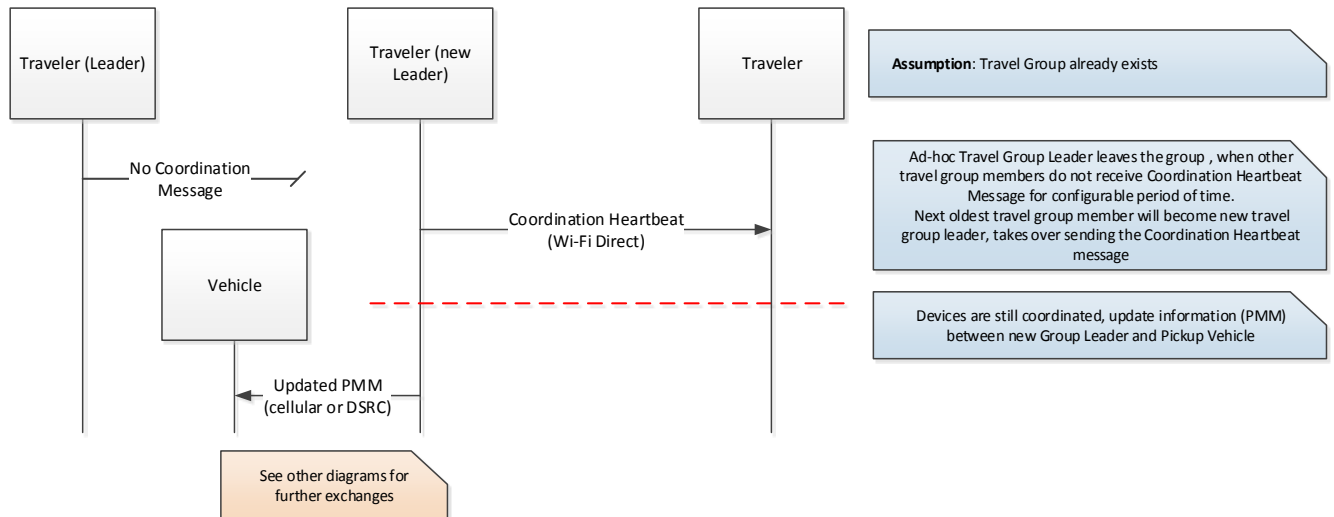 Traveler (Leader)
Traveler (new
Leader)
Traveler
Assumption: Travel Group already exists
No Coordination
Message
Ad-hoc Travel Group Leader leaves the group , when other
travel group members do not receive Coordination Heartbeat
Message for configurable period of time.
Next oldest travel group member will become new travel
group leader, takes over sending the Coordination Heartbeat
message
Coordination Heartbeat
(Wi-Fi Direct)
Vehicle
Devices are still coordinated, update information (PMM)
between new Group Leader and Pickup Vehicle
Updated PMM
(cellular or DSRC)
See other diagrams for
further exchanges